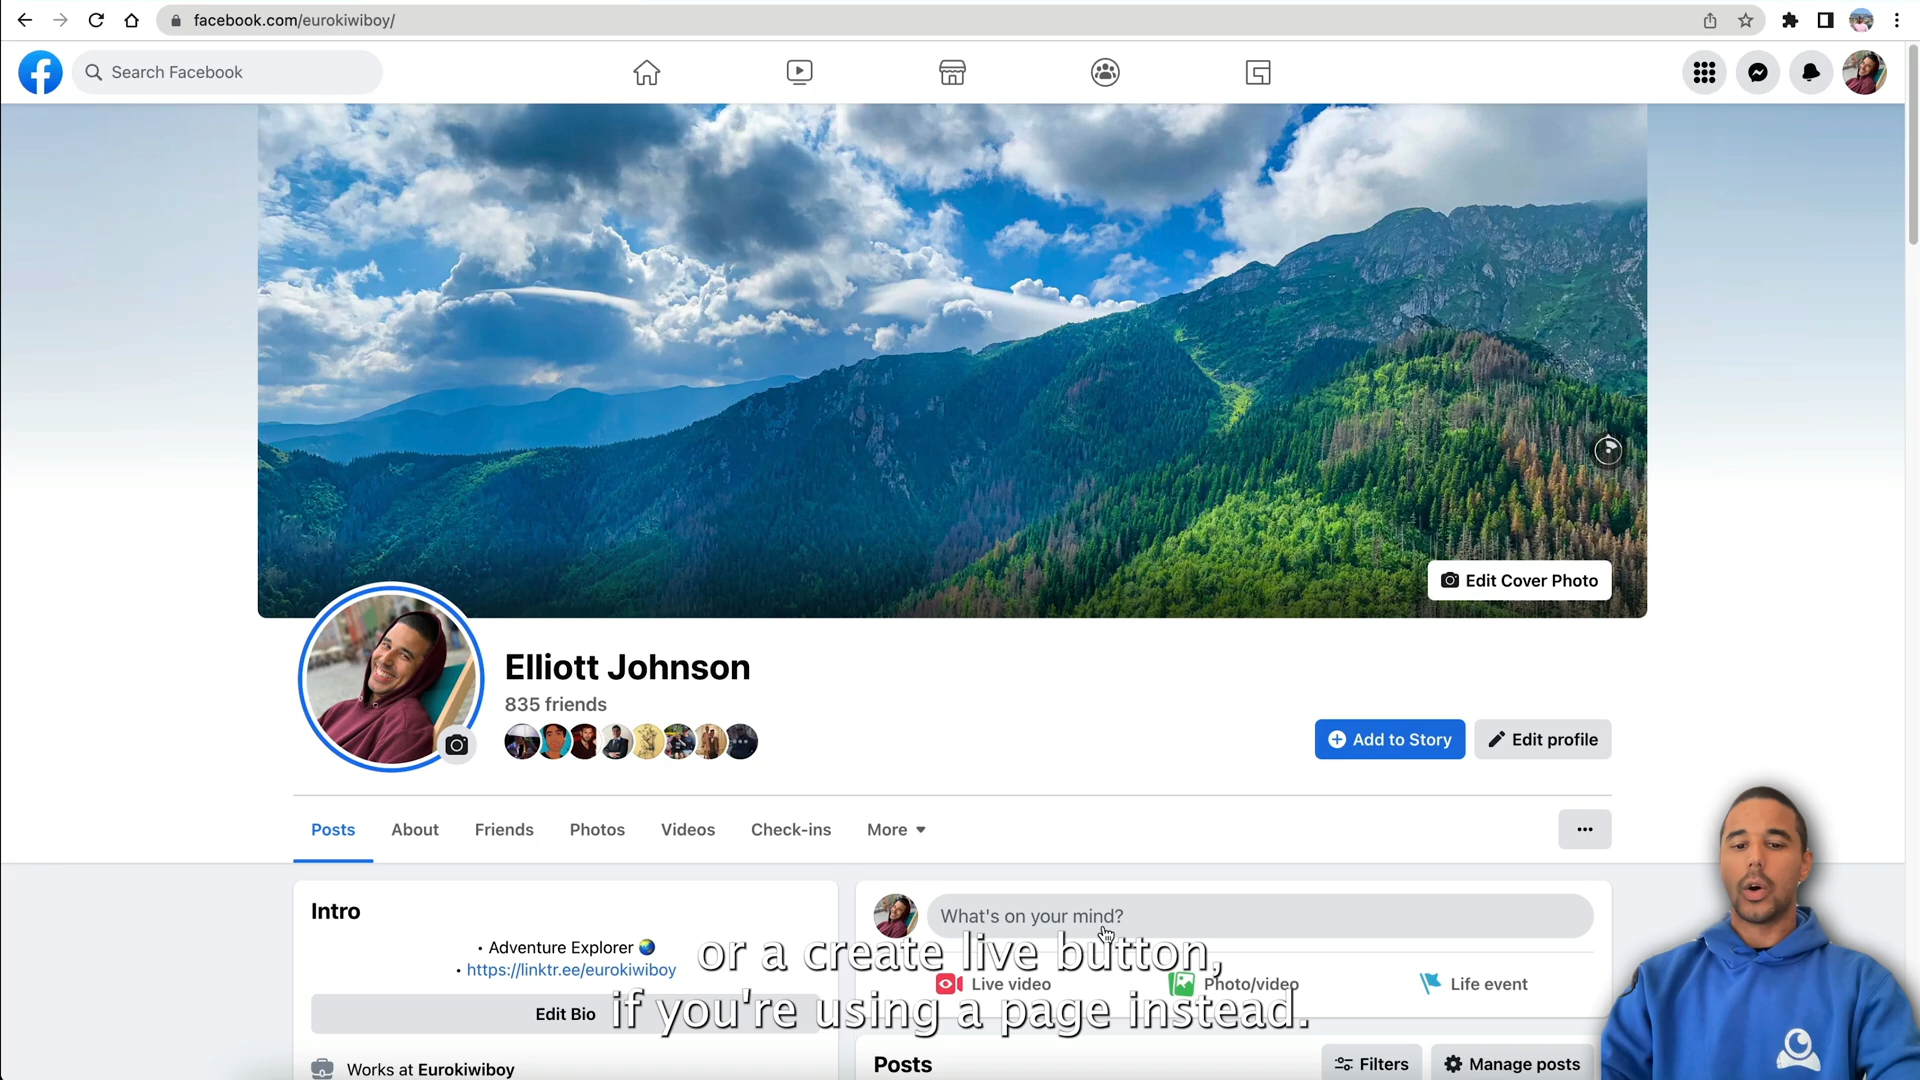 facebook.com/eurokiwiboy/
Search Facebook
Edit Cover Photo
Elliott Johnson
835 friends
Add to Story
Edit profile
Posts
About
Friends
Photos
Videos
Check-ins
More
Intro
• Adventure Explorer
• https://linktr.ee/eurokiwiboy
Edit Bio
Works at Eurokiwiboy
What's on your mind?
Live video
Photo/video
Life event
Posts
Filters
Manage posts
or a create live button,
if you're using a page instead.